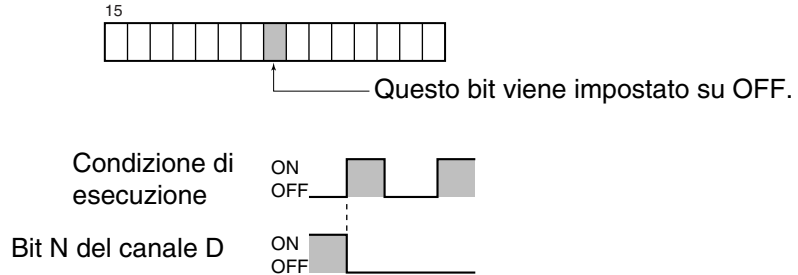 15
Questo bit viene impostato su OFF.
Condizione di
esecuzione
ON
OFF
Bit N del canale D
ON
OFF